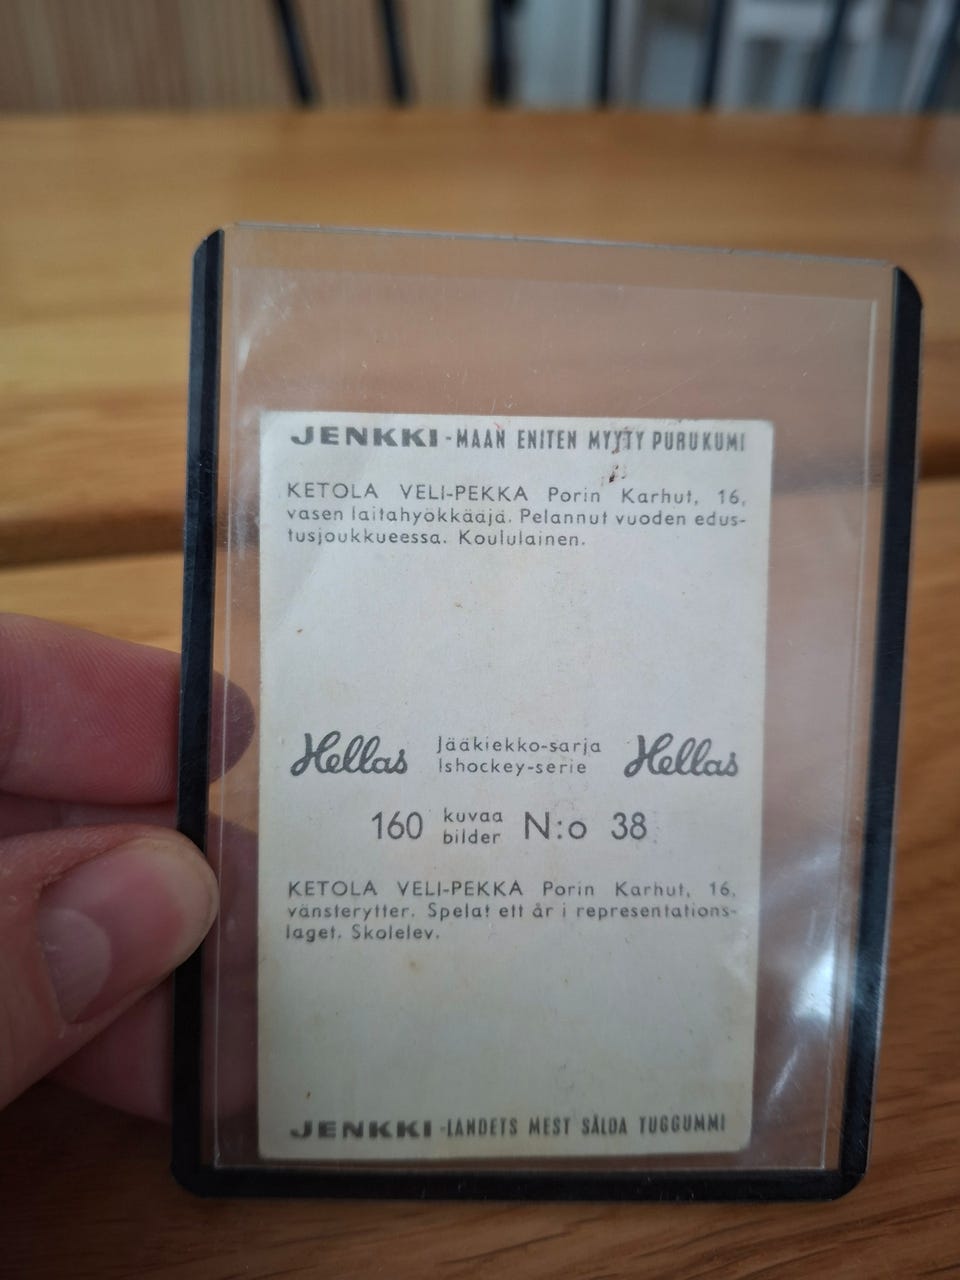 JENKKI - MAAN ENITEN MYYTY PURUKUMI
KETOLA VELI-PEKKA Porin Karhut, 16,
vasen laitahyökkääjä. Pelannut vuoden edus-
tusjoukkueessa. Koululainen.
Hellas Jääkiekko-sarja Hellas
Ishockey-serie
160 kuvaa N:o 38
bilder
KETOLA VELI-PEKKA Porin Karhut, 16,
vänsterytter. Spelat ett år i representations-
laget. Skolelev.
JENKKI - LANDETS MEST SÅLDA TUGGUMMI